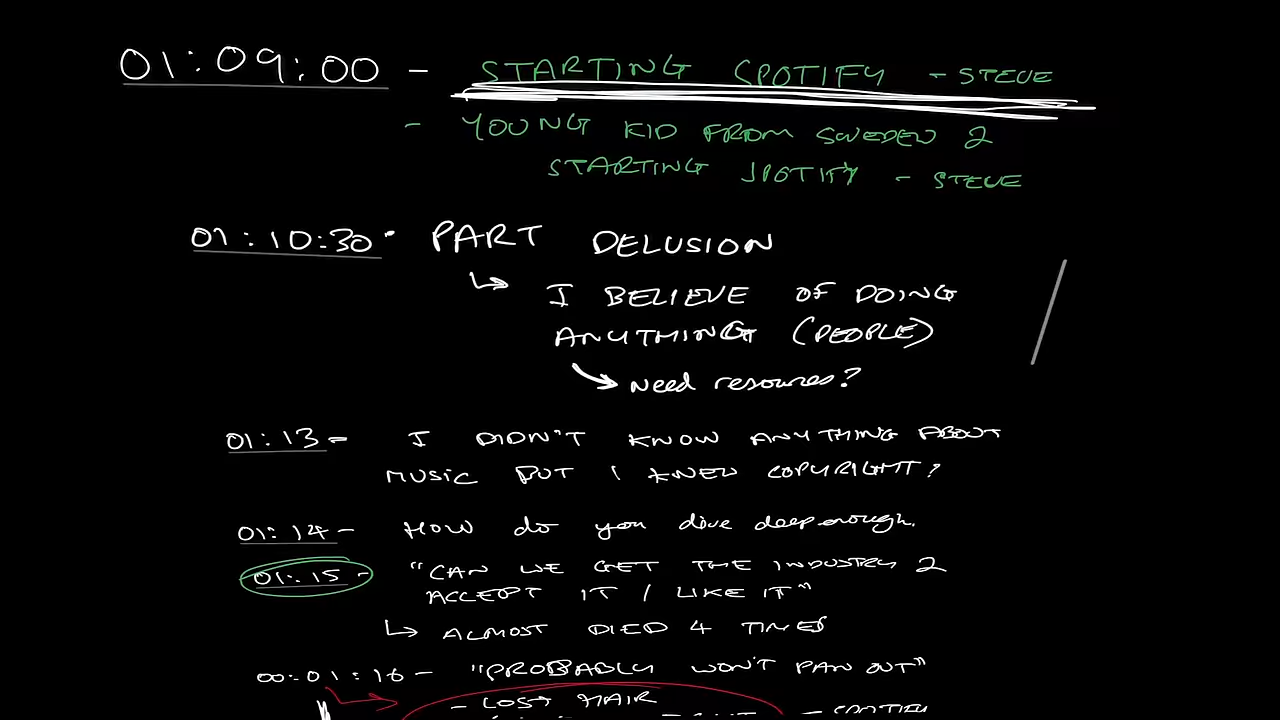 01:09:00 - STARTING SPOTIFY - STEVE
- YOUNG KID FROM SWEDEN 2
STARTING SPOTIFY - STEVE
01:10:30 • PART DELUSION
↳ I BELIEVE OF DOING
ANYTHING (PEOPLE)
↳ Need resources?
01:13 - I DIDN'T KNOW ANYTHING ABOUT
MUSIC BUT I KNEW COPYRIGHT?
01:14 - HOW do you dive deep enough.
01:15 - "CAN WE GET THE INDUSTRY 2
ACCEPT IT / LIKE IT"
↳ ALMOST DIED 4 TIMES
00:01:16 - "PROBABLY WON'T PAN OUT"
- LOST HAIR
- SPOTIFY